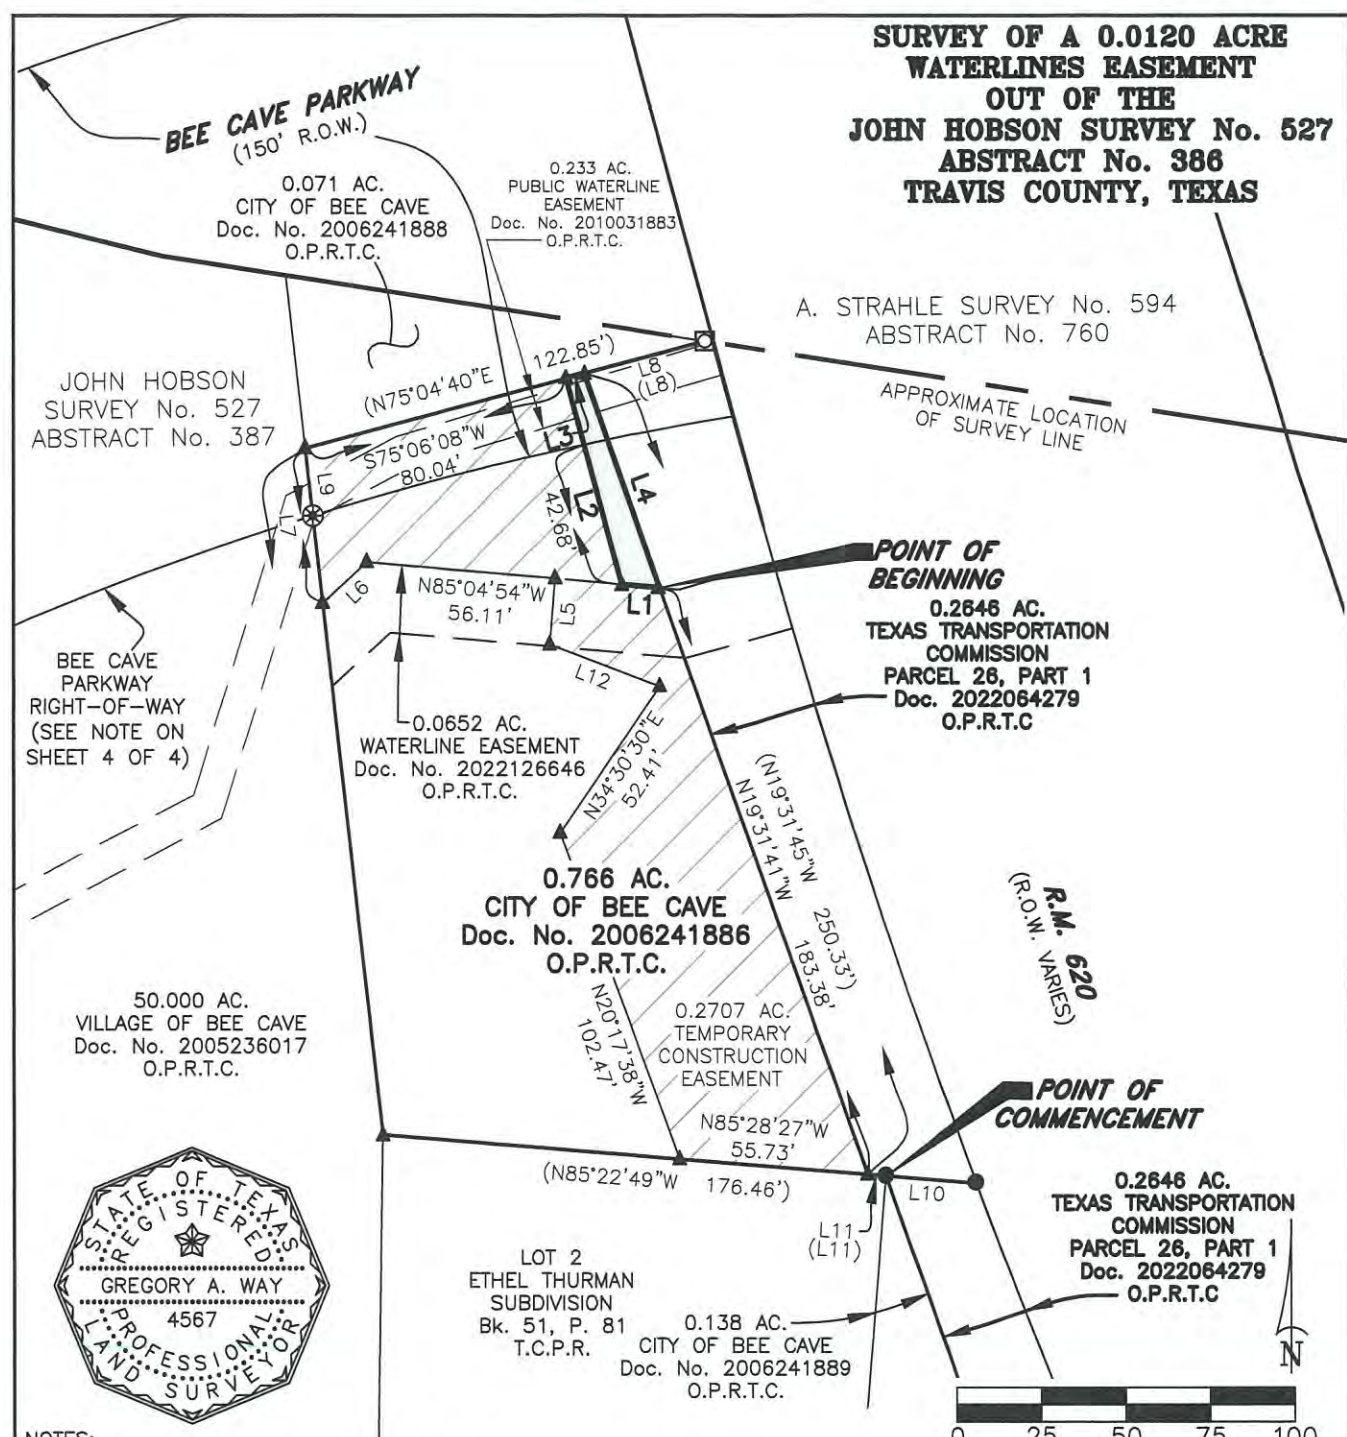 SURVEY OF A 0.0120 ACRE
WATERLINES EASEMENT
OUT OF THE
JOHN HOBSON SURVEY No. 527
ABSTRACT No. 386
TRAVIS COUNTY, TEXAS
BEE CAVE PARKWAY
(150' R.O.W.)
0.071 AC.
CITY OF BEE CAVE
Doc. No. 2006241888
O.P.R.T.C.
0.233 AC.
PUBLIC WATERLINE
EASEMENT
Doc. No. 2010031883
O.P.R.T.C.
A. STRAHLE SURVEY No. 594
ABSTRACT No. 760
APPROXIMATE LOCATION
OF SURVEY LINE
JOHN HOBSON
SURVEY No. 527
ABSTRACT No. 387
(N75°04'40"E 122.85')
L8
(L8)
S75°06'08"W
80.04'
L3
L9
L7
L2
42.68'
L4
POINT OF
BEGINNING
L6
N85°04'54"W
56.11'
L5
L1
L12
0.2646 AC.
TEXAS TRANSPORTATION
COMMISSION
PARCEL 26, PART 1
Doc. 2022064279
O.P.R.T.C
BEE CAVE
PARKWAY
RIGHT-OF-WAY
(SEE NOTE ON
SHEET 4 OF 4)
0.0652 AC.
WATERLINE EASEMENT
Doc. No. 2022126646
O.P.R.T.C.
N34°30'30"E
52.41'
(N19°31'45"W 250.33')
N19°31'41"W 183.38'
0.766 AC.
CITY OF BEE CAVE
Doc. No. 2006241886
O.P.R.T.C.
R.M. 620
(R.O.W. VARIES)
50.000 AC.
VILLAGE OF BEE CAVE
Doc. No. 2005236017
O.P.R.T.C.
N20°17'38"W
102.47'
0.2707 AC.
TEMPORARY
CONSTRUCTION
EASEMENT
N85°28'27"W
55.73'
(N85°22'49"W 176.46')
POINT OF
COMMENCEMENT
L10
L11
(L11)
0.2646 AC.
TEXAS TRANSPORTATION
COMMISSION
PARCEL 26, PART 1
Doc. 2022064279
O.P.R.T.C
STATE OF TEXAS
REGISTERED
GREGORY A. WAY
4567
PROFESSIONAL
LAND SURVEYOR
LOT 2
ETHEL THURMAN
SUBDIVISION
Bk. 51, P. 81
T.C.P.R.
0.138 AC.
CITY OF BEE CAVE
Doc. No. 2006241889
O.P.R.T.C.
N
0 25 50 75 100
NOTES: